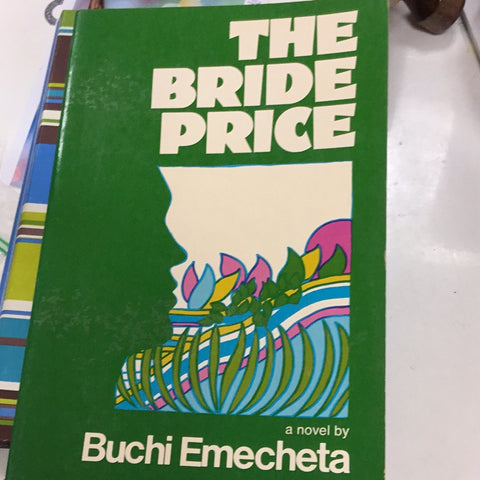 THE
BRIDE
PRICE
a novel by
Buchi Emecheta